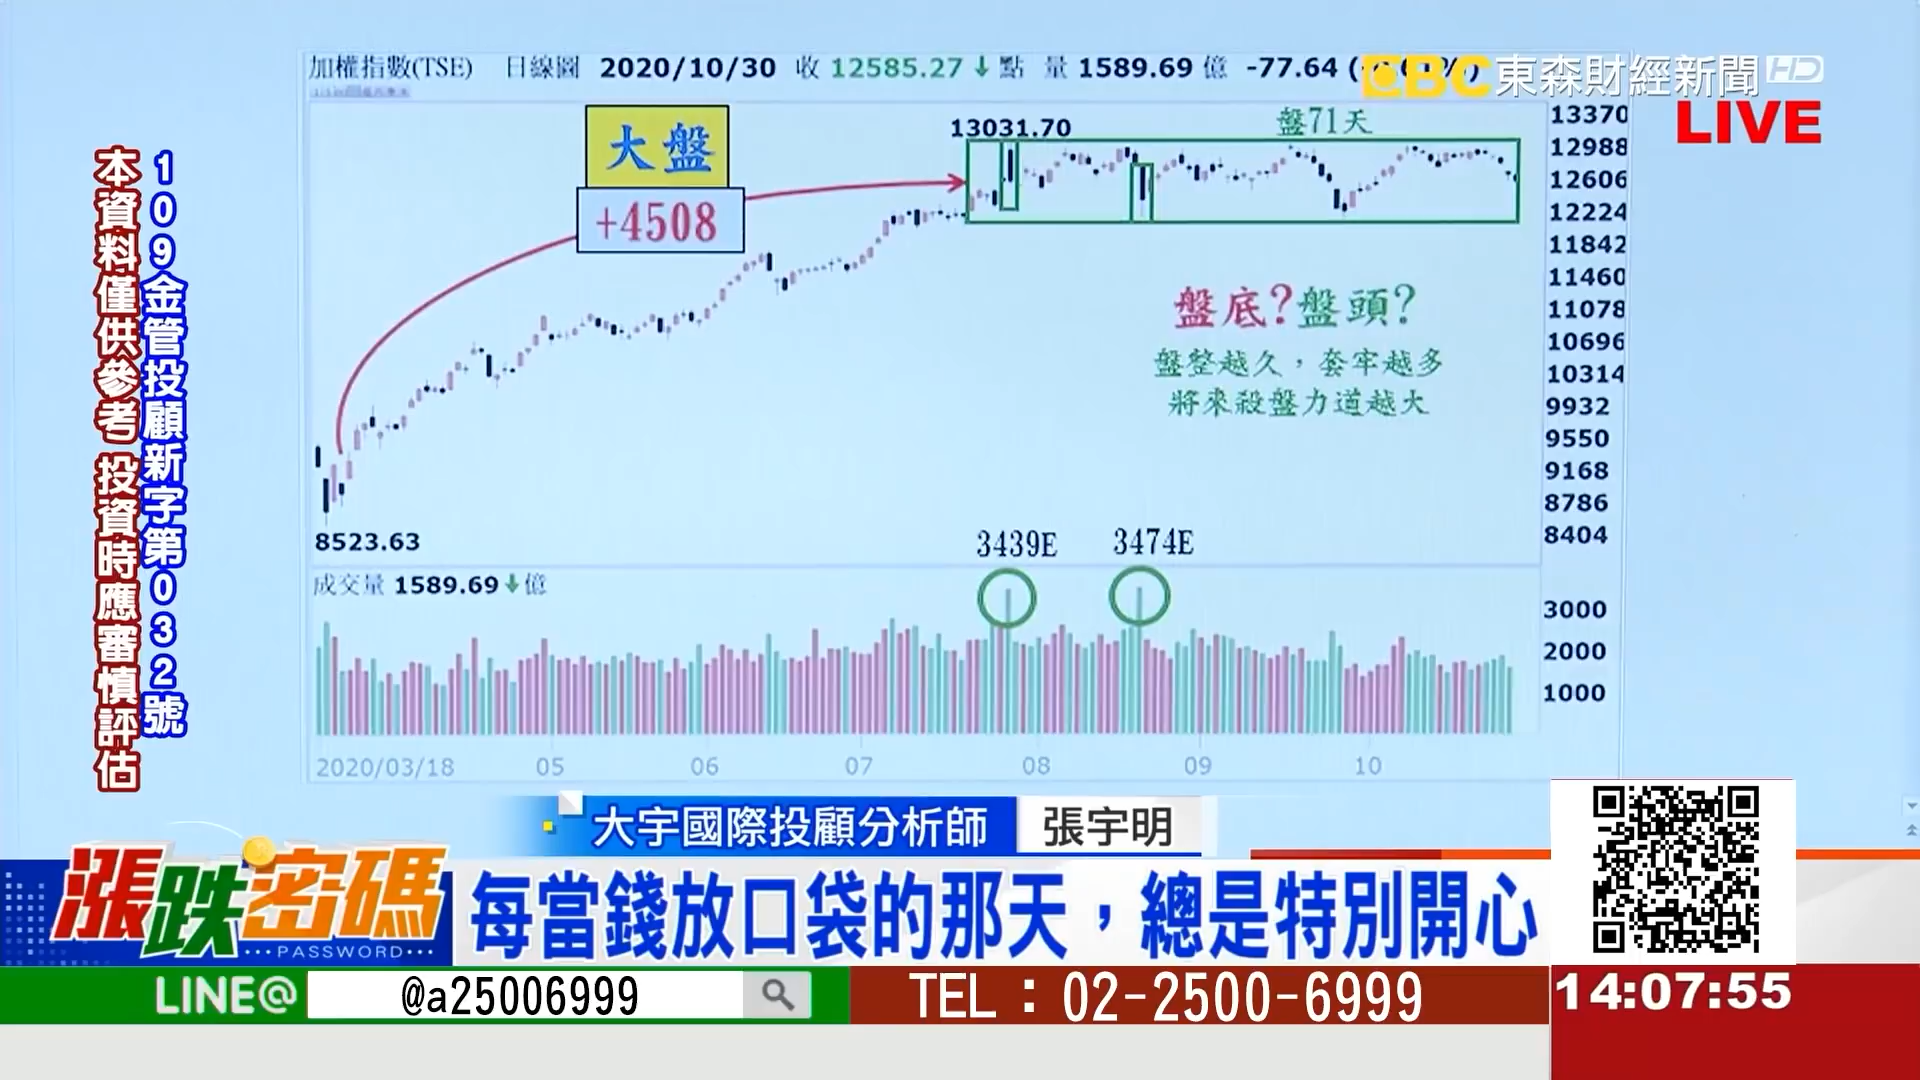 加權指數(TSE) 日線圖 2020/10/30 收 12585.27↓點 量 1589.69 億 -77.64
EBC 東森財經新聞 HD
LIVE
大盤
+4508
13031.70
盤71天
13370
12988
12606
12224
11842
11460
11078
10696
10314
9932
9550
9168
8786
8404
盤底?盤頭?
盤整越久，套牢越多
將來殺盤力道越大
8523.63
3439E
3474E
成交量 1589.69↓億
3000
2000
1000
2020/03/18 05 06 07 08 09 10
109金管投顧新字第032號
本資料僅供參考 投資時應審慎評估
大宇國際投顧分析師 張宇明
漲跌密碼
PASSWORD
每當錢放口袋的那天，總是特別開心
LINE@ @a25006999
TEL：02-2500-6999
14:07:55